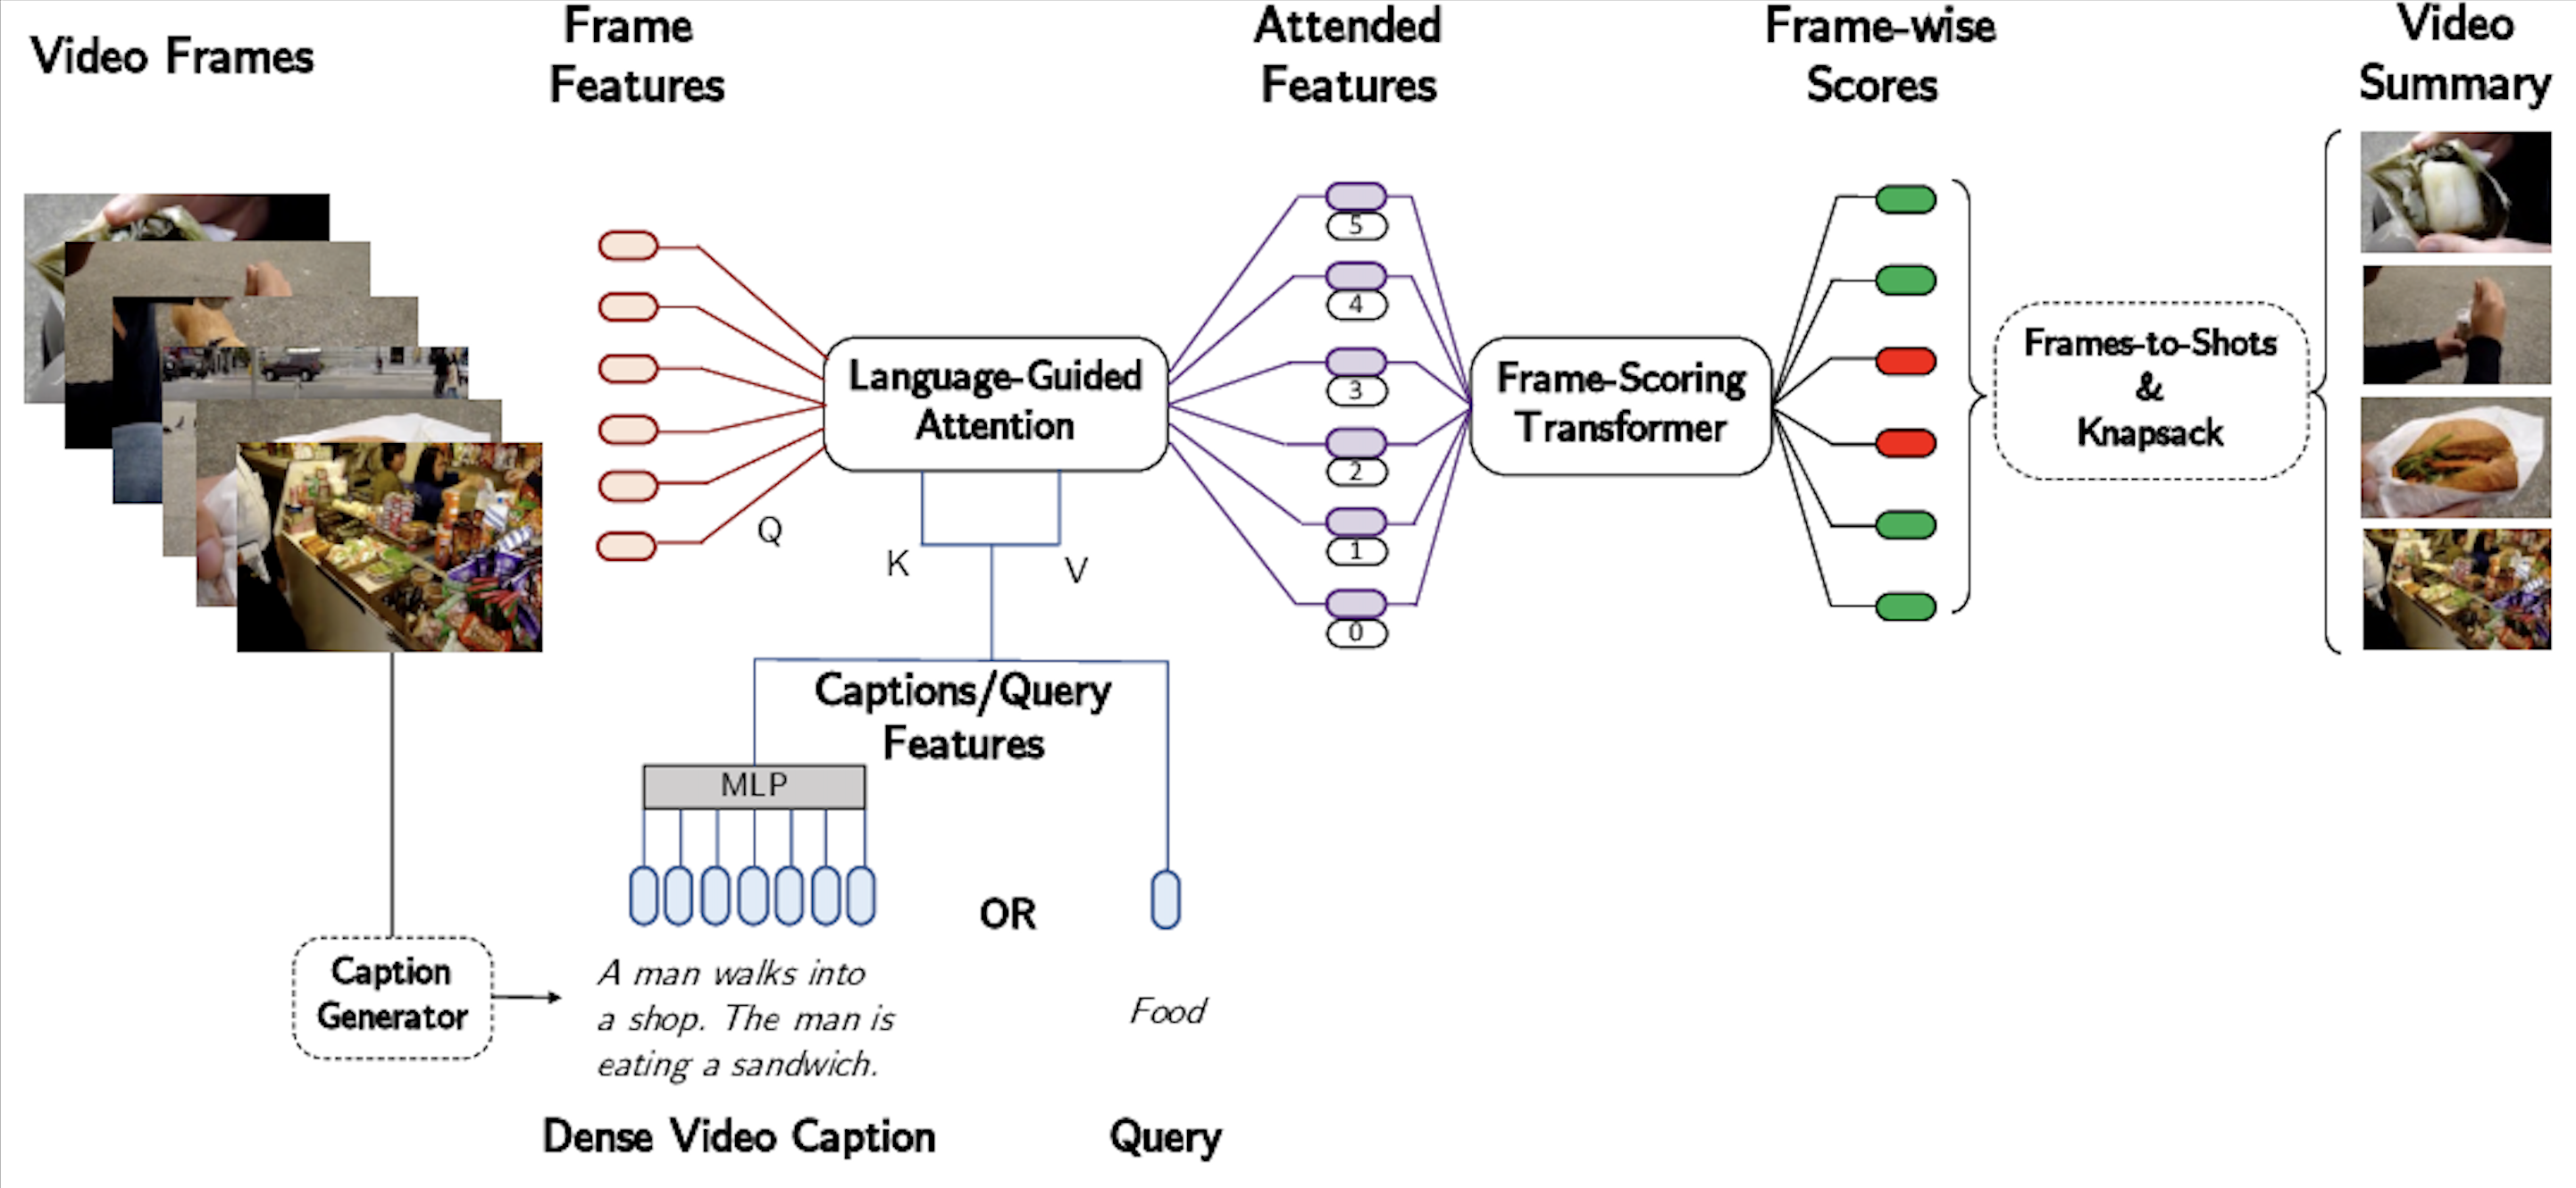 Video Frames
Frame
Features
Attended
Features
Frame-wise
Scores
Video
Summary
5
4
3
2
1
0
Language-Guided
Attention
Frame-Scoring
Transformer
Frames-to-Shots
&
Knapsack
Q
K
V
Captions/Query
Features
MLP
OR
Caption
Generator
A man walks into
a shop. The man is
eating a sandwich.
Food
Dense Video Caption
Query